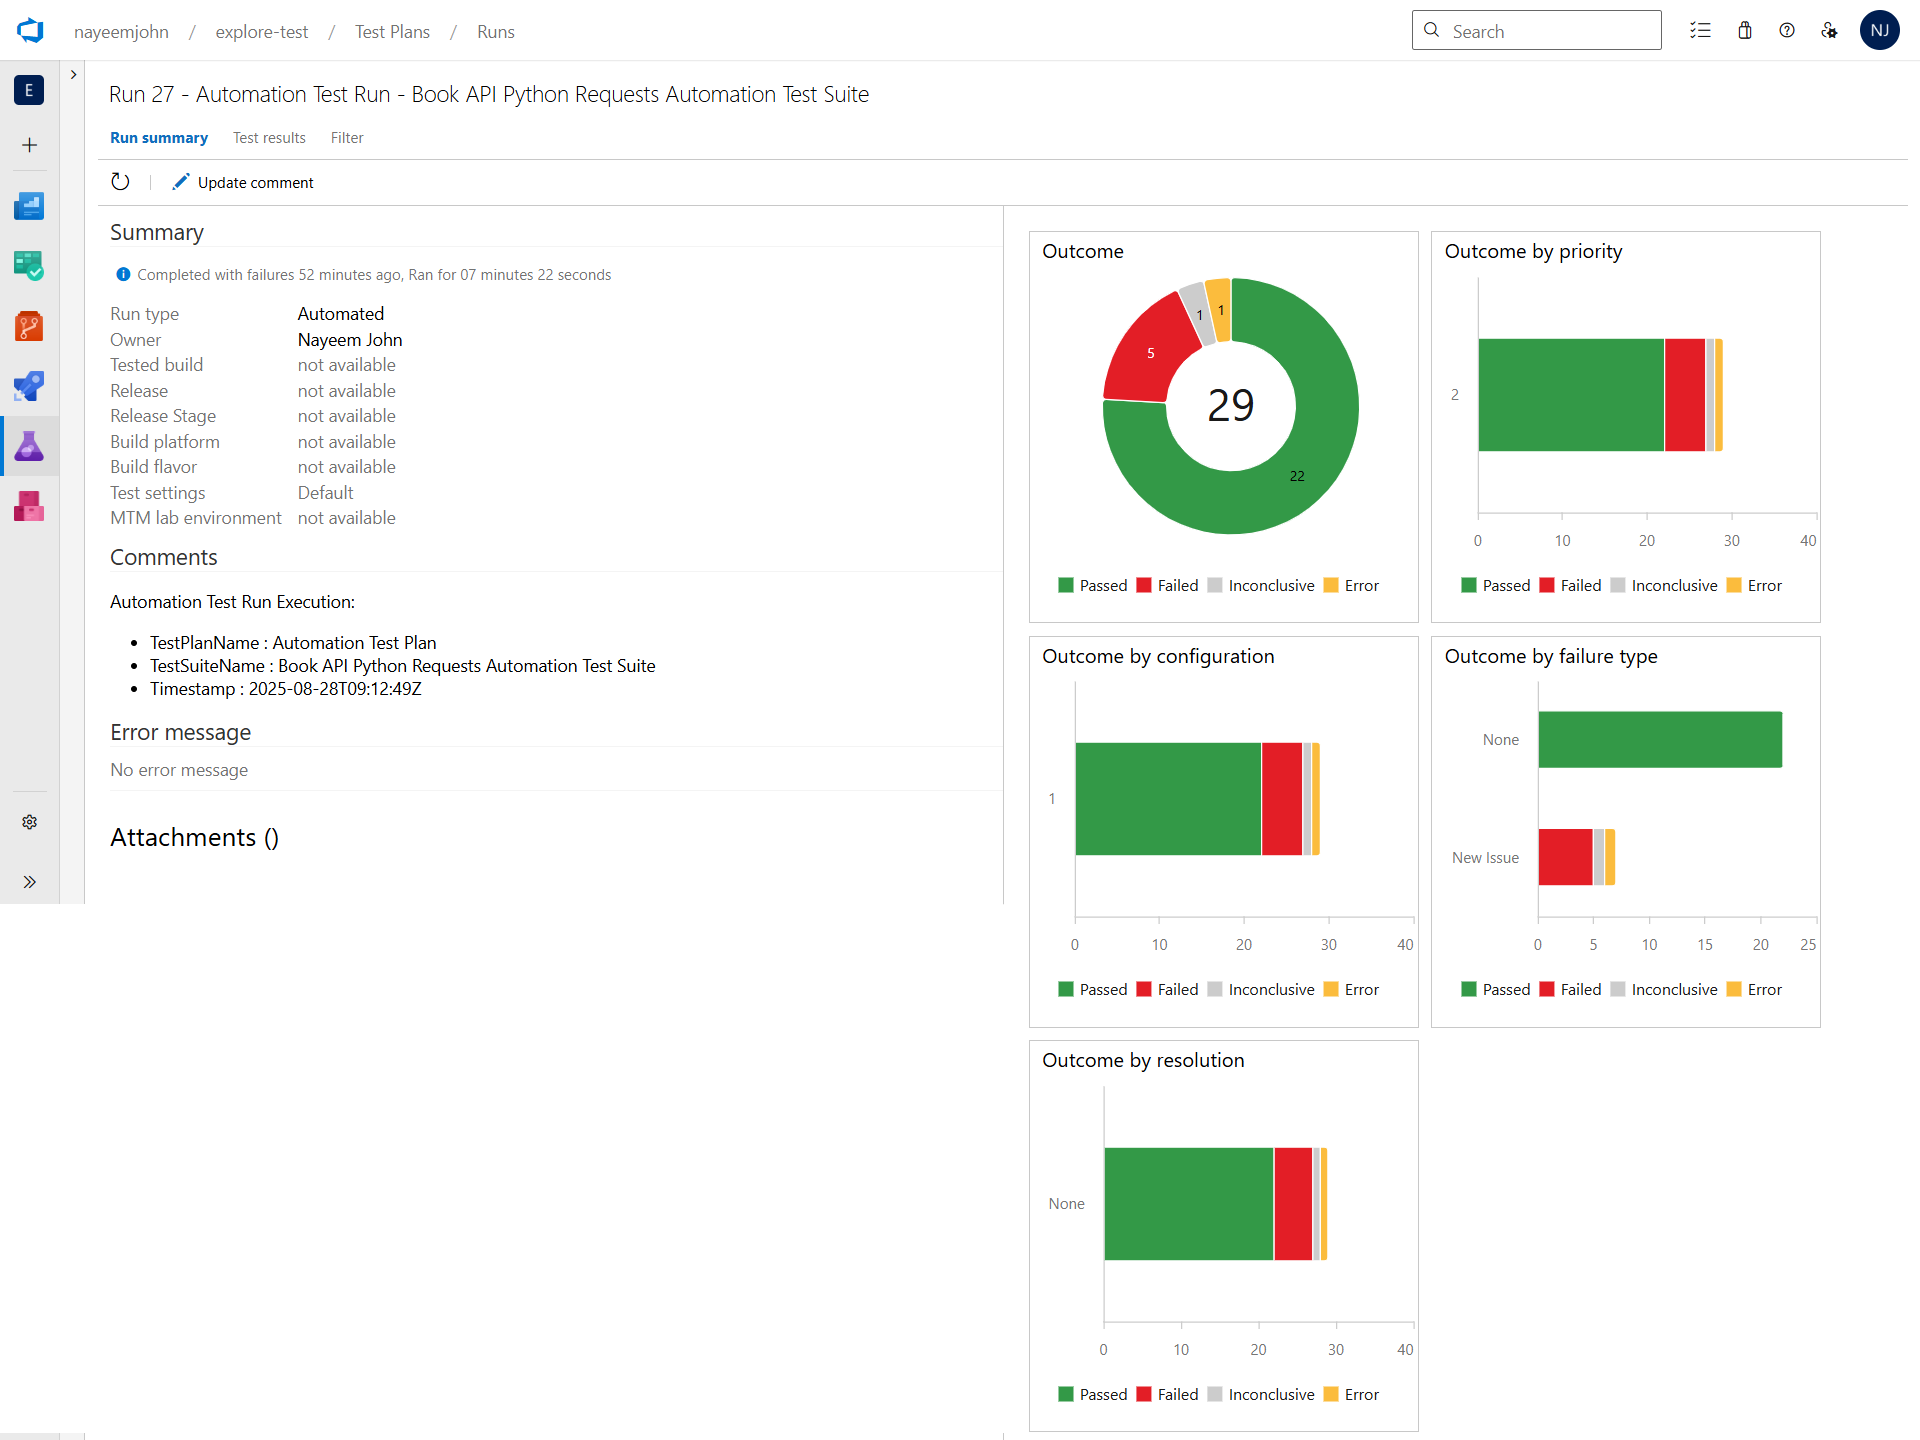 nayeemjohn / explore-test / Test Plans / Runs
Search
NJ
E
Run 27 - Automation Test Run - Book API Python Requests Automation Test Suite
Run summary Test results Filter
Update comment
Summary
Completed with failures 52 minutes ago, Ran for 07 minutes 22 seconds
Run type Automated
Owner Nayeem John
Tested build not available
Release not available
Release Stage not available
Build platform not available
Build flavor not available
Test settings Default
MTM lab environment not available
Comments
Automation Test Run Execution:
• TestPlanName : Automation Test Plan
• TestSuiteName : Book API Python Requests Automation Test Suite
• Timestamp : 2025-08-28T09:12:49Z
Error message
No error message
Attachments ()
Outcome
1 1
5
29
22
Passed Failed Inconclusive Error
Outcome by priority
2
0 10 20 30 40
Passed Failed Inconclusive Error
Outcome by configuration
1
0 10 20 30 40
Passed Failed Inconclusive Error
Outcome by failure type
None
New Issue
0 5 10 15 20 25
Passed Failed Inconclusive Error
Outcome by resolution
None
0 10 20 30 40
Passed Failed Inconclusive Error